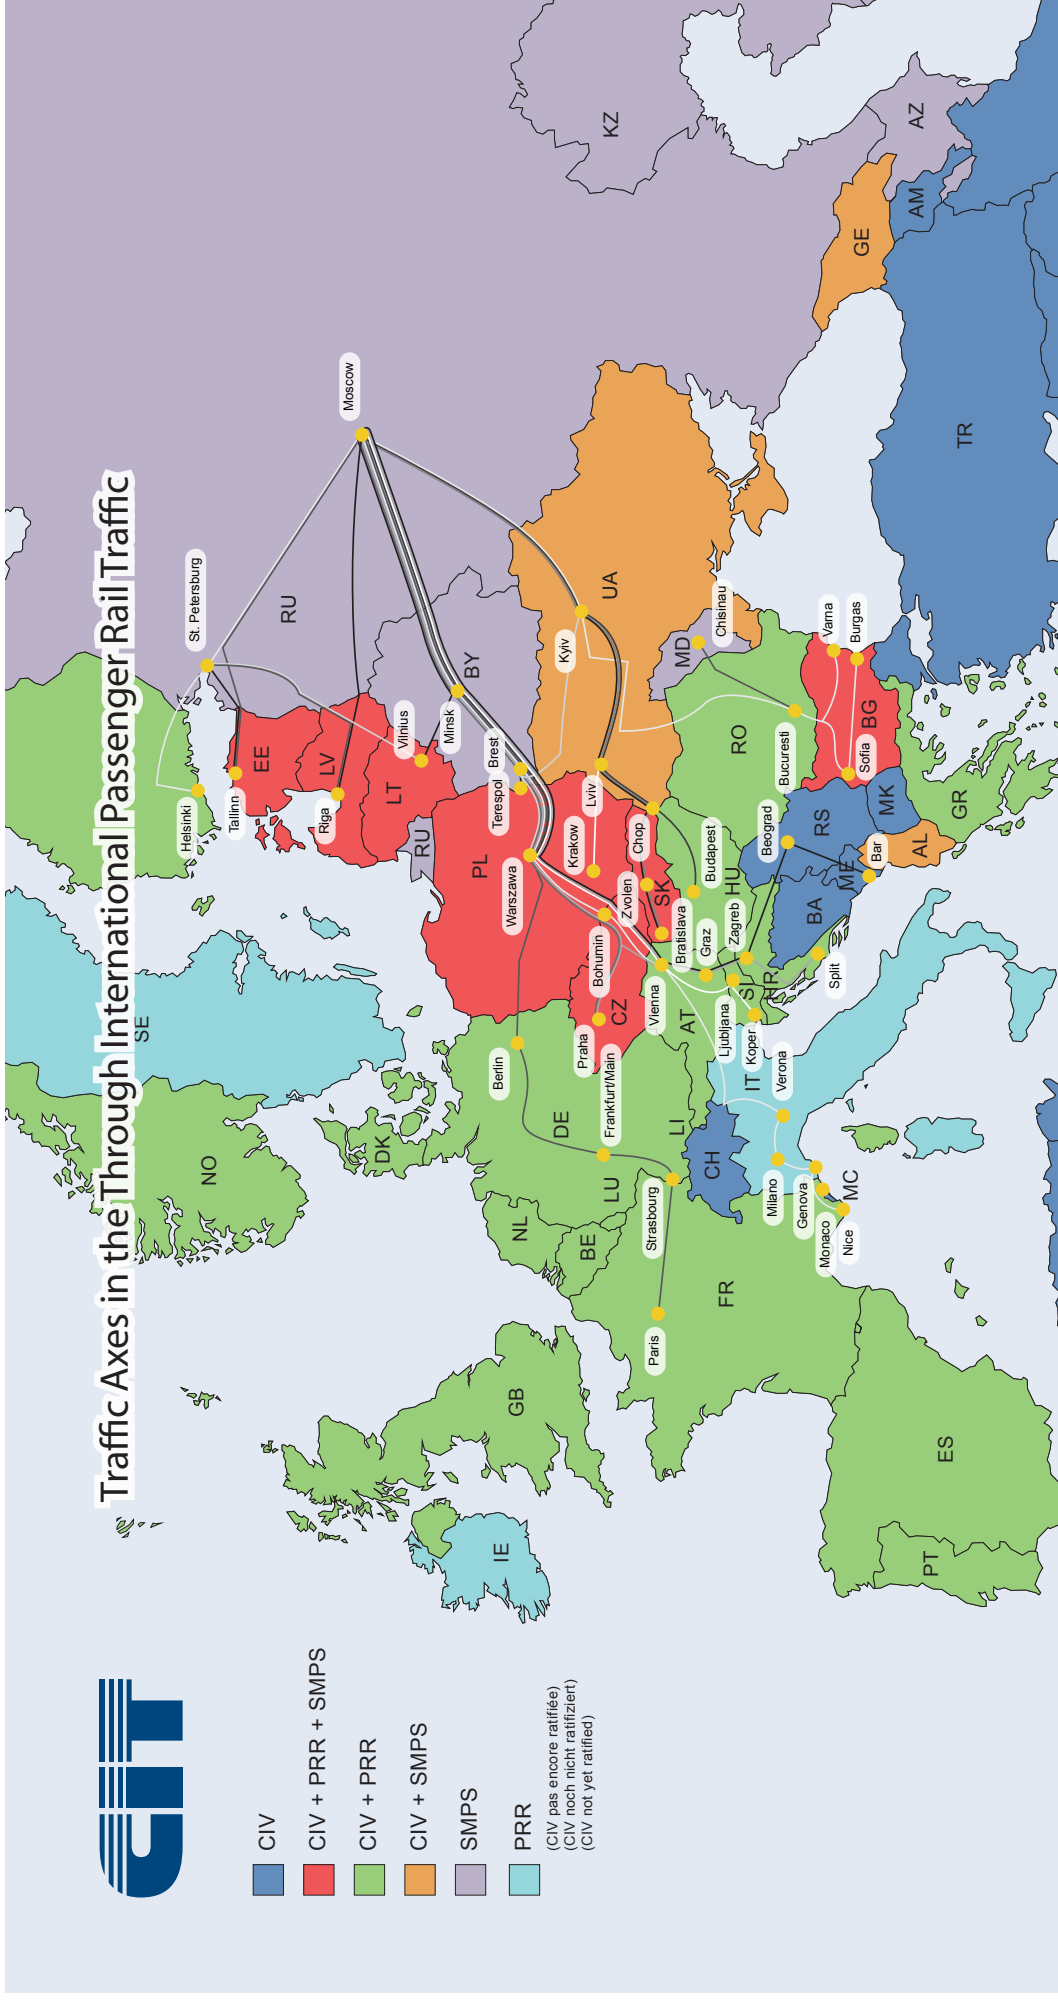 Traffic Axes in the Through International Passenger Rail Traffic
CIT
CIV
CIV + PRR + SMPS
CIV + PRR
CIV + SMPS
SMPS
PRR
(CIV pas encore ratifiée)
(CIV noch nicht ratifiziert)
(CIV not yet ratified)
NO
SE
RU
St. Petersburg
Helsinki
Tallinn
EE
Riga
LV
Moscow
Vilnius
LT
RU
Minsk
BY
DK
IE
GB
NL
BE
LU
DE
Berlin
PL
Warszawa
Terespol
Brest
Kyiv
UA
KZ
Frankfurt/Main
Praha
CZ
Bohumin
Krakow
Lviv
Zvolen
Chop
SK
Paris
Strasbourg
FR
LI
CH
AT
Vienna
Bratislava
Graz
Budapest
HU
MD
Chisinau
RO
Bucuresti
Ljubljana
SI
Koper
Zagreb
HR
IT
Verona
Milano
Genova
Monaco
MC
Nice
Split
BA
Beograd
RS
ME
Bar
MK
AL
Sofia
BG
Varna
Burgas
GR
PT
ES
TR
GE
AM
AZ